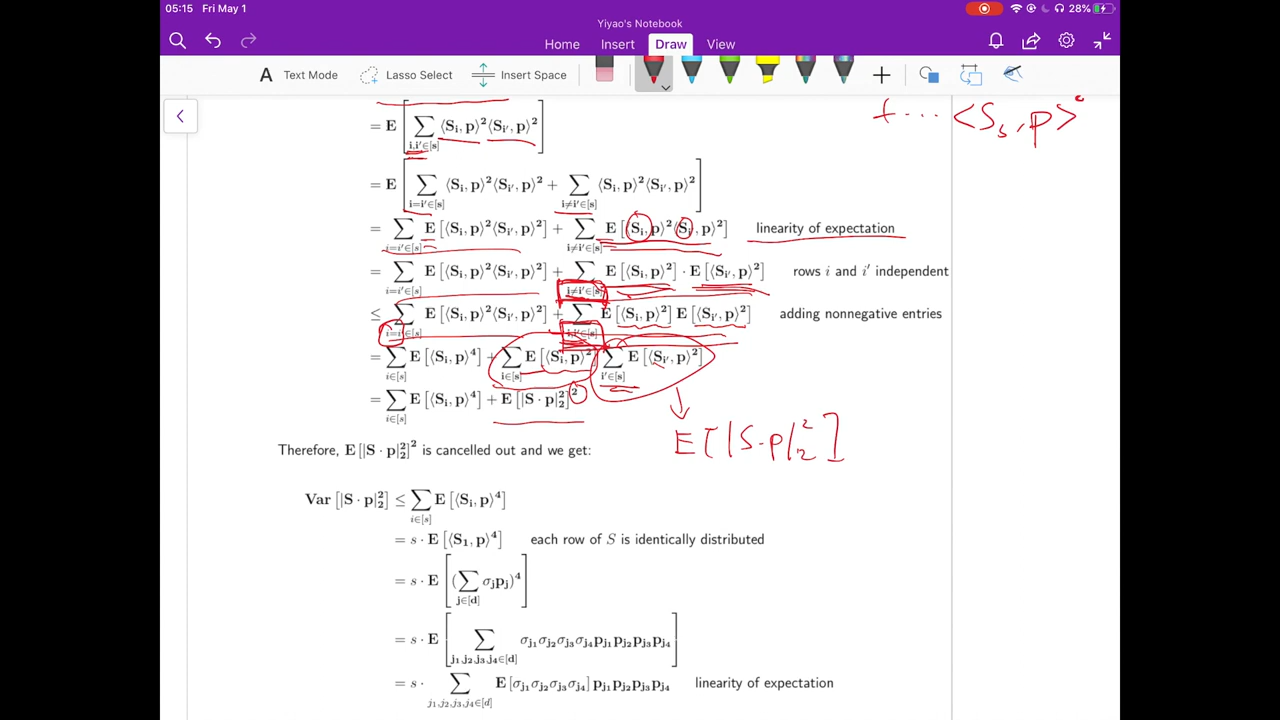 05:15 Fri May 1
28%
Yiyao's Notebook
Home Insert Draw View
A Text Mode Lasso Select Insert Space
+ ... <S_s, p>²
= E [ ∑_{i,i'∈[s]} ⟨S_i, p⟩²⟨S_{i'}, p⟩² ]
= E [ ∑_{i=i'∈[s]} ⟨S_i, p⟩²⟨S_{i'}, p⟩² + ∑_{i≠i'∈[s]} ⟨S_i, p⟩²⟨S_{i'}, p⟩² ]
= ∑_{i=i'∈[s]} E [⟨S_i, p⟩²⟨S_{i'}, p⟩²] + ∑_{i≠i'∈[s]} E [⟨S_i, p⟩²⟨S_{i'}, p⟩²] linearity of expectation
= ∑_{i=i'∈[s]} E [⟨S_i, p⟩²⟨S_{i'}, p⟩²] + ∑_{i≠i'∈[s]} E [⟨S_i, p⟩²] · E [⟨S_{i'}, p⟩²] rows i and i' independent
≤ ∑_{i=i'∈[s]} E [⟨S_i, p⟩²⟨S_{i'}, p⟩²] + ∑_{i,i'∈[s]} E [⟨S_i, p⟩²] E [⟨S_{i'}, p⟩²] adding nonnegative entries
= ∑_{i∈[s]} E [⟨S_i, p⟩⁴] + ∑_{i∈[s]} E [⟨S_i, p⟩²] ∑_{i'∈[s]} E [⟨S_{i'}, p⟩²]
= ∑_{i∈[s]} E [⟨S_i, p⟩⁴] + E [|S · p|²₂]²
E[|S·p|²₂]
Therefore, E [|S · p|²₂]² is cancelled out and we get:
Var [|S · p|²₂] ≤ ∑_{i∈[s]} E [⟨S_i, p⟩⁴]
= s · E [⟨S_1, p⟩⁴] each row of S is identically distributed
= s · E [ (∑_{j∈[d]} σ_j p_j)⁴ ]
= s · E [ ∑_{j1,j2,j3,j4∈[d]} σ_{j1}σ_{j2}σ_{j3}σ_{j4}p_{j1}p_{j2}p_{j3}p_{j4} ]
= s · ∑_{j1,j2,j3,j4∈[d]} E [σ_{j1}σ_{j2}σ_{j3}σ_{j4}] p_{j1}p_{j2}p_{j3}p_{j4} linearity of expectation